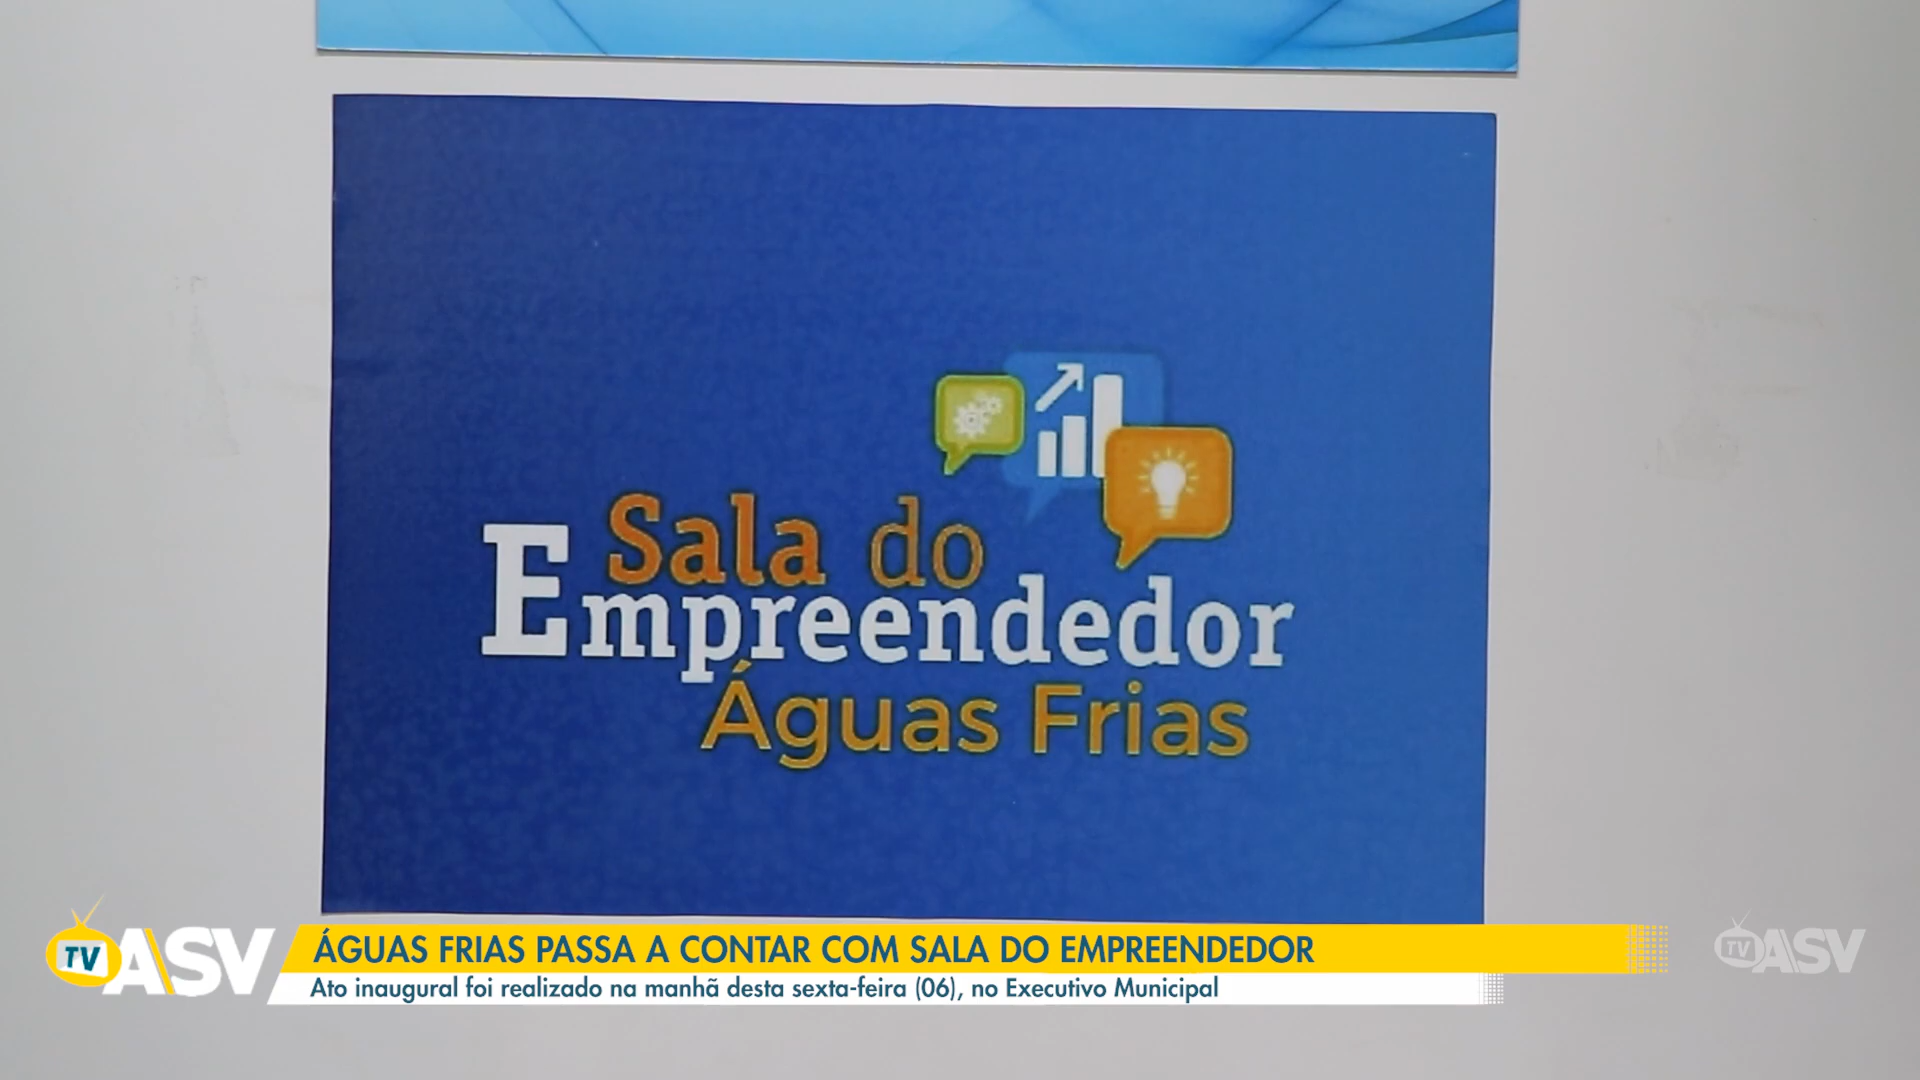 Sala do
Empreendedor
Águas Frias
TV ASV
ÁGUAS FRIAS PASSA A CONTAR COM SALA DO EMPREENDEDOR
Ato inaugural foi realizado na manhã desta sexta-feira (06), no Executivo Municipal
TV ASV